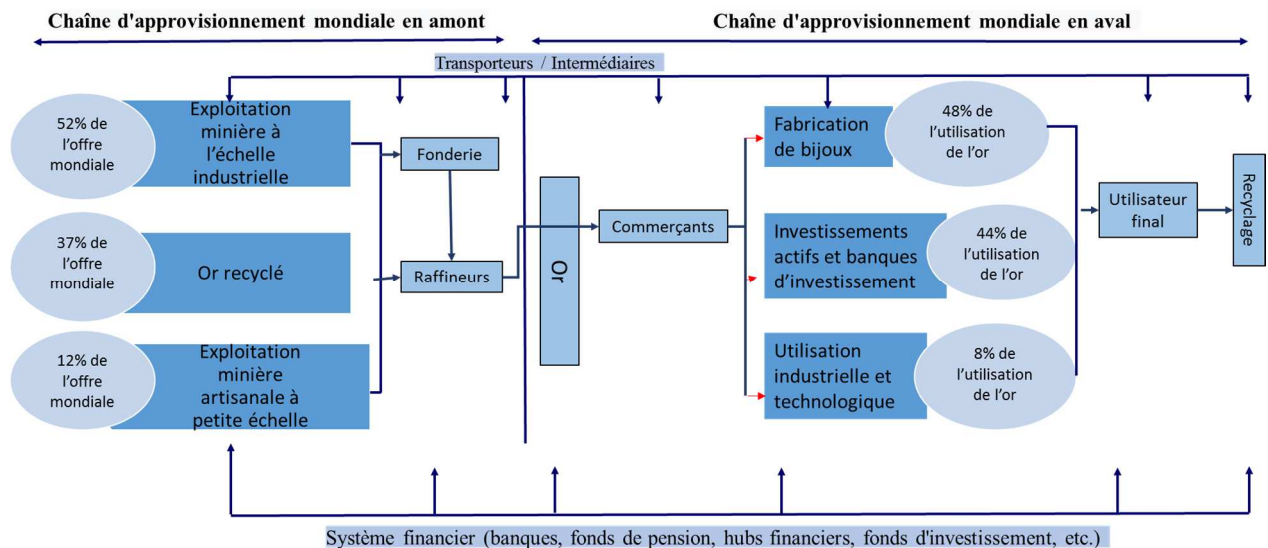 Chaîne d'approvisionnement mondiale en amont
Chaîne d'approvisionnement mondiale en aval
Transporteurs / Intermédiaires
52% de
l'offre
mondiale
Exploitation
minière à
l'échelle
industrielle
37% de
l'offre
mondiale
Or recyclé
12% de
l'offre
mondiale
Exploitation
minière
artisanale à
petite échelle
Fonderie
Raffineurs
Or
Commerçants
Fabrication
de bijoux
48% de
l'utilisation
de l'or
Investissements
actifs et banques
d'investissement
44% de
l'utilisation
de l'or
Utilisation
industrielle et
technologique
8% de
l'utilisation
de l'or
Utilisateur
final
Recyclage
Système financier (banques, fonds de pension, hubs financiers, fonds d'investissement, etc.)